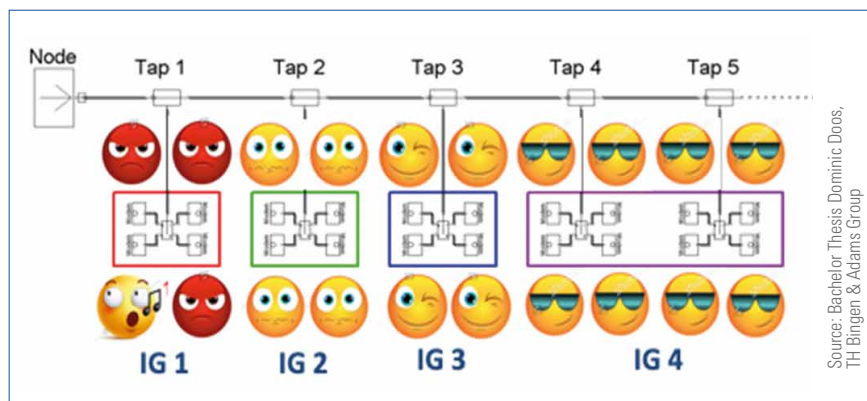 Node
Tap 1
Tap 2
Tap 3
Tap 4
Tap 5
IG 1
IG 2
IG 3
IG 4
Source: Bachelor Thesis Dominic Doos,
TH Bingen & Adams Group